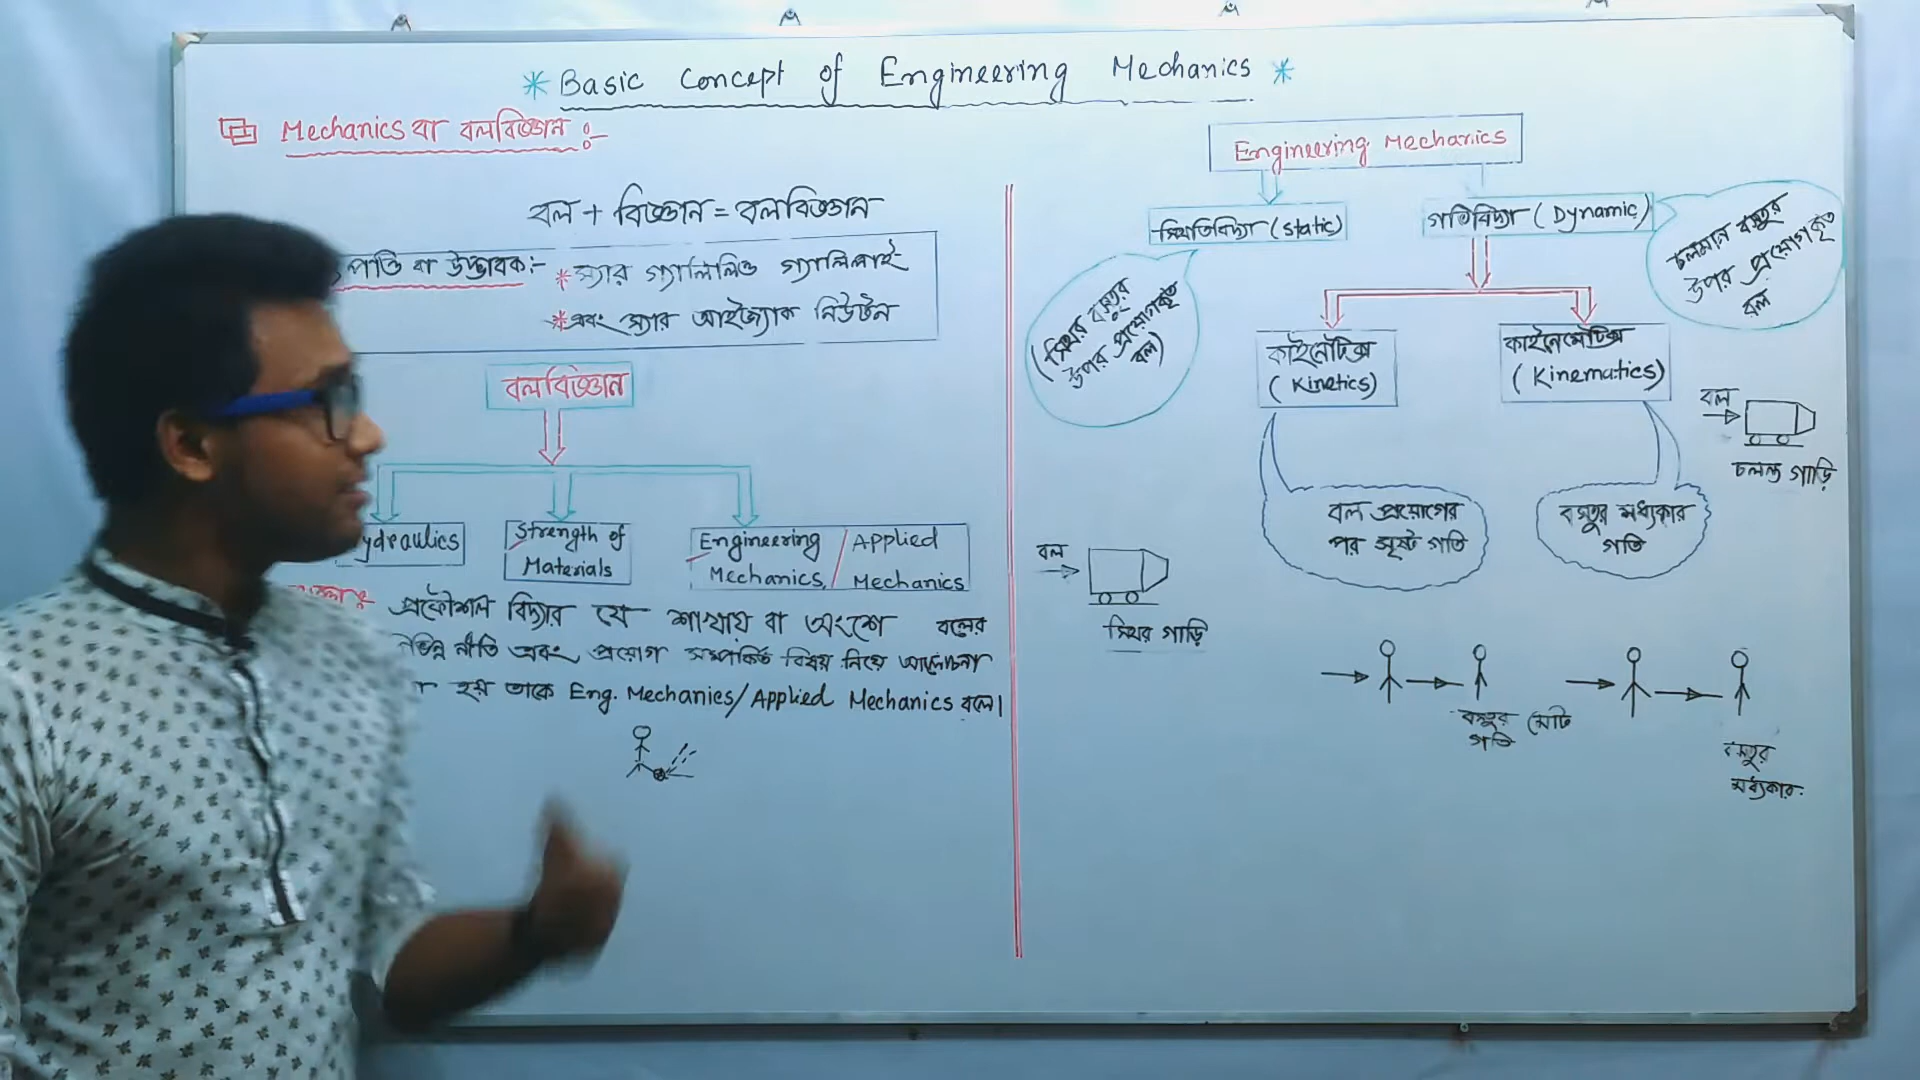 * Basic Concept of Engineering Mechanics *
Mechanics বা বলবিজ্ঞান :-
বল + বিজ্ঞান = বলবিজ্ঞান
বা উদ্ভাবক:- * স্যার গ্যালিলিও গ্যালিলাই-
* এবং স্যার আইজ্যাক নিউটন
বলবিজ্ঞান
ydraulics
Strength of
Materials
Engineering
Mechanics.
/
Applied
Mechanics
প্রকৌশল বিদ্যার যে শাখায় বা অংশে বলের
নীতি এবং প্রয়োগ সম্পর্কিত বিষয় নিয়ে আলোচনা
হয় তাকে Eng. Mechanics/Applied Mechanics বলে।
Engineering Mechanics
স্থিতিবিদ্যা (Static)
গতিবিদ্যা (Dynamic)
(স্থির বস্তুর
উপর প্রয়োগকৃত
বল)
চলমান বস্তুর
উপর প্রয়োগকৃত
বল
কাইনেটিক্স
(Kinetics)
কাইনেমেটিক্স
(Kinematics)
বল
চলন্ত গাড়ি
বল প্রয়োগের
পর সৃষ্ট গতি
বস্তুর মধ্যকার
গতি
বল
স্থির গাড়ি
বস্তুর মোট
গতি
বস্তুর
মধ্যকার